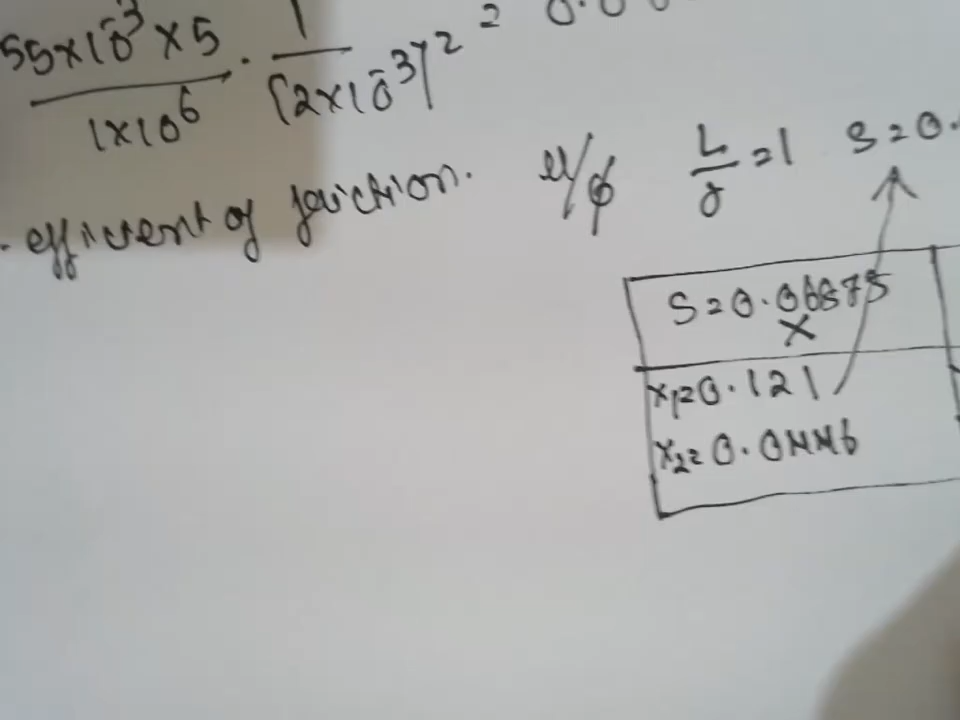 55×10⁻³ × 5 / 1×10⁶ · 1 / (2×10⁻³)² = 0.0
efficient of friction. μ/ϕ L/d = 1 S = 0.
S = 0.06875
×
x₁ = 0.121
x₂ = 0.0446